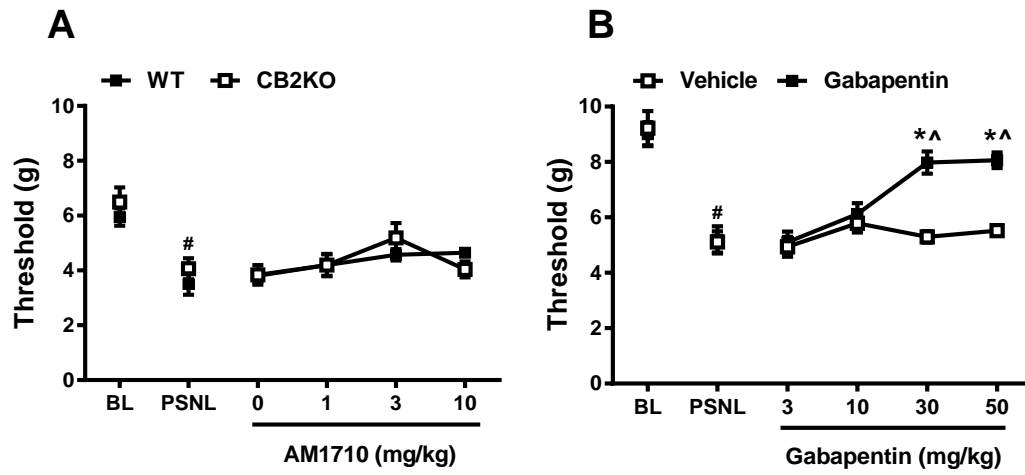 A
WT CB2KO
Threshold (g)
10
8
6
4
2
0
#
BL PSNL 0 1 3 10
AM1710 (mg/kg)
B
Vehicle Gabapentin
Threshold (g)
10
8
6
4
2
0
#
*^ *^
BL PSNL 3 10 30 50
Gabapentin (mg/kg)